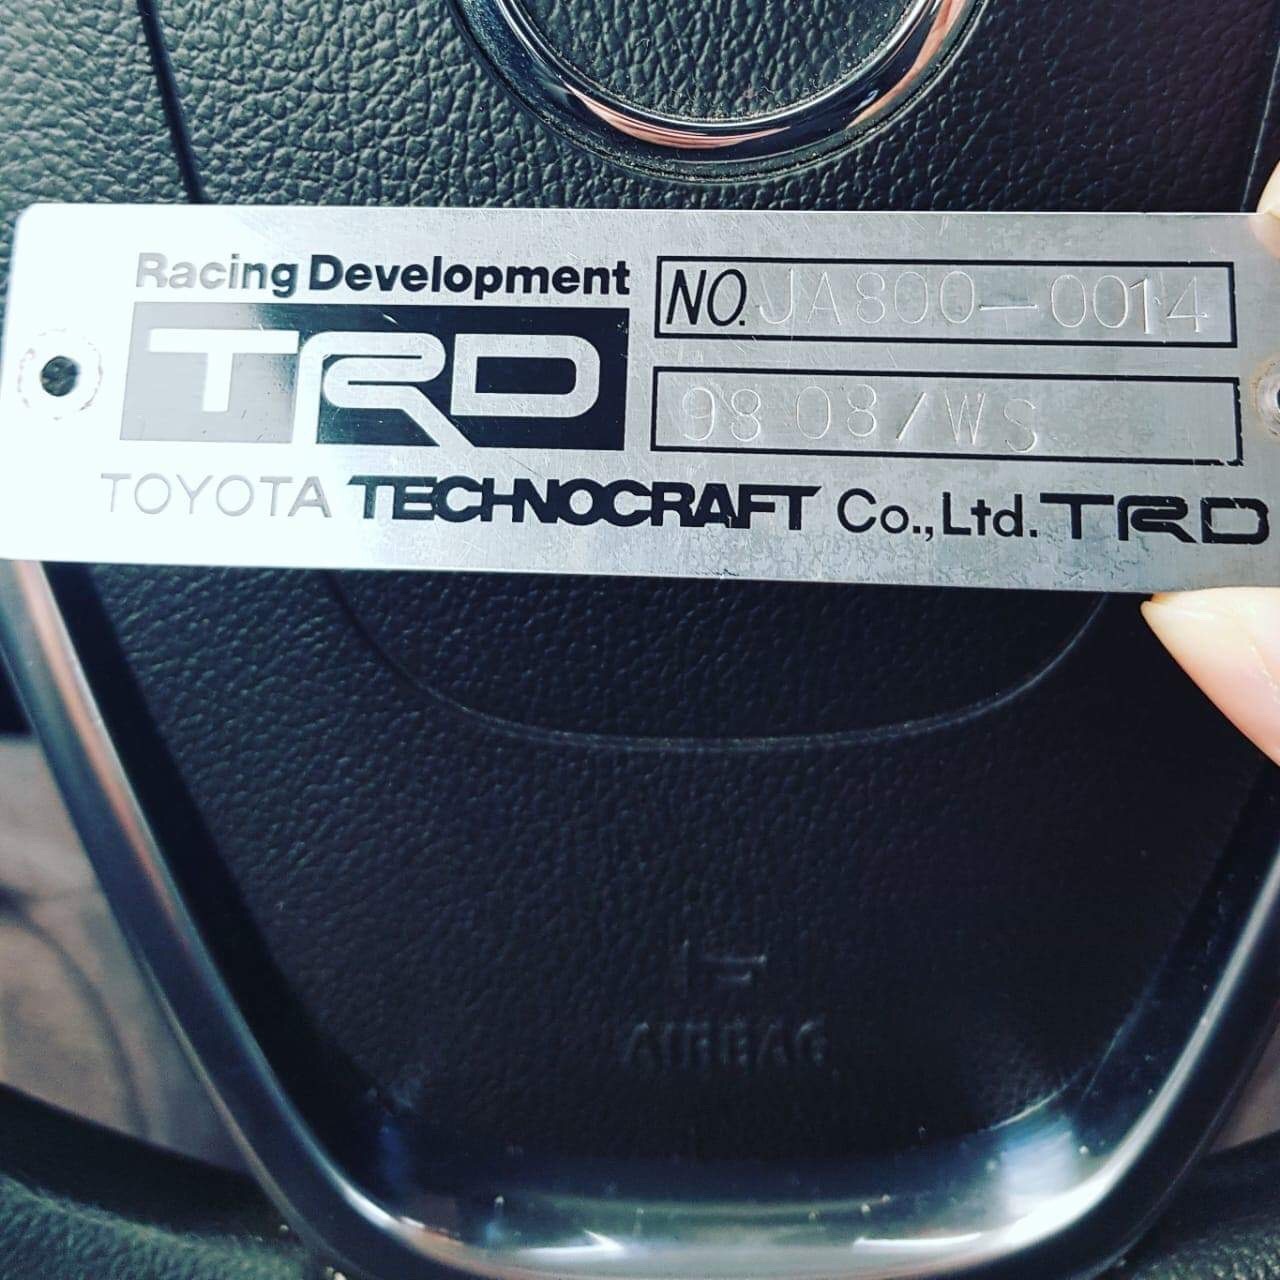 Racing Development
TRD
NO. JA800-0014
98 08/WS
TOYOTA TECHNOCRAFT Co.,Ltd. TRD
AIRBAG